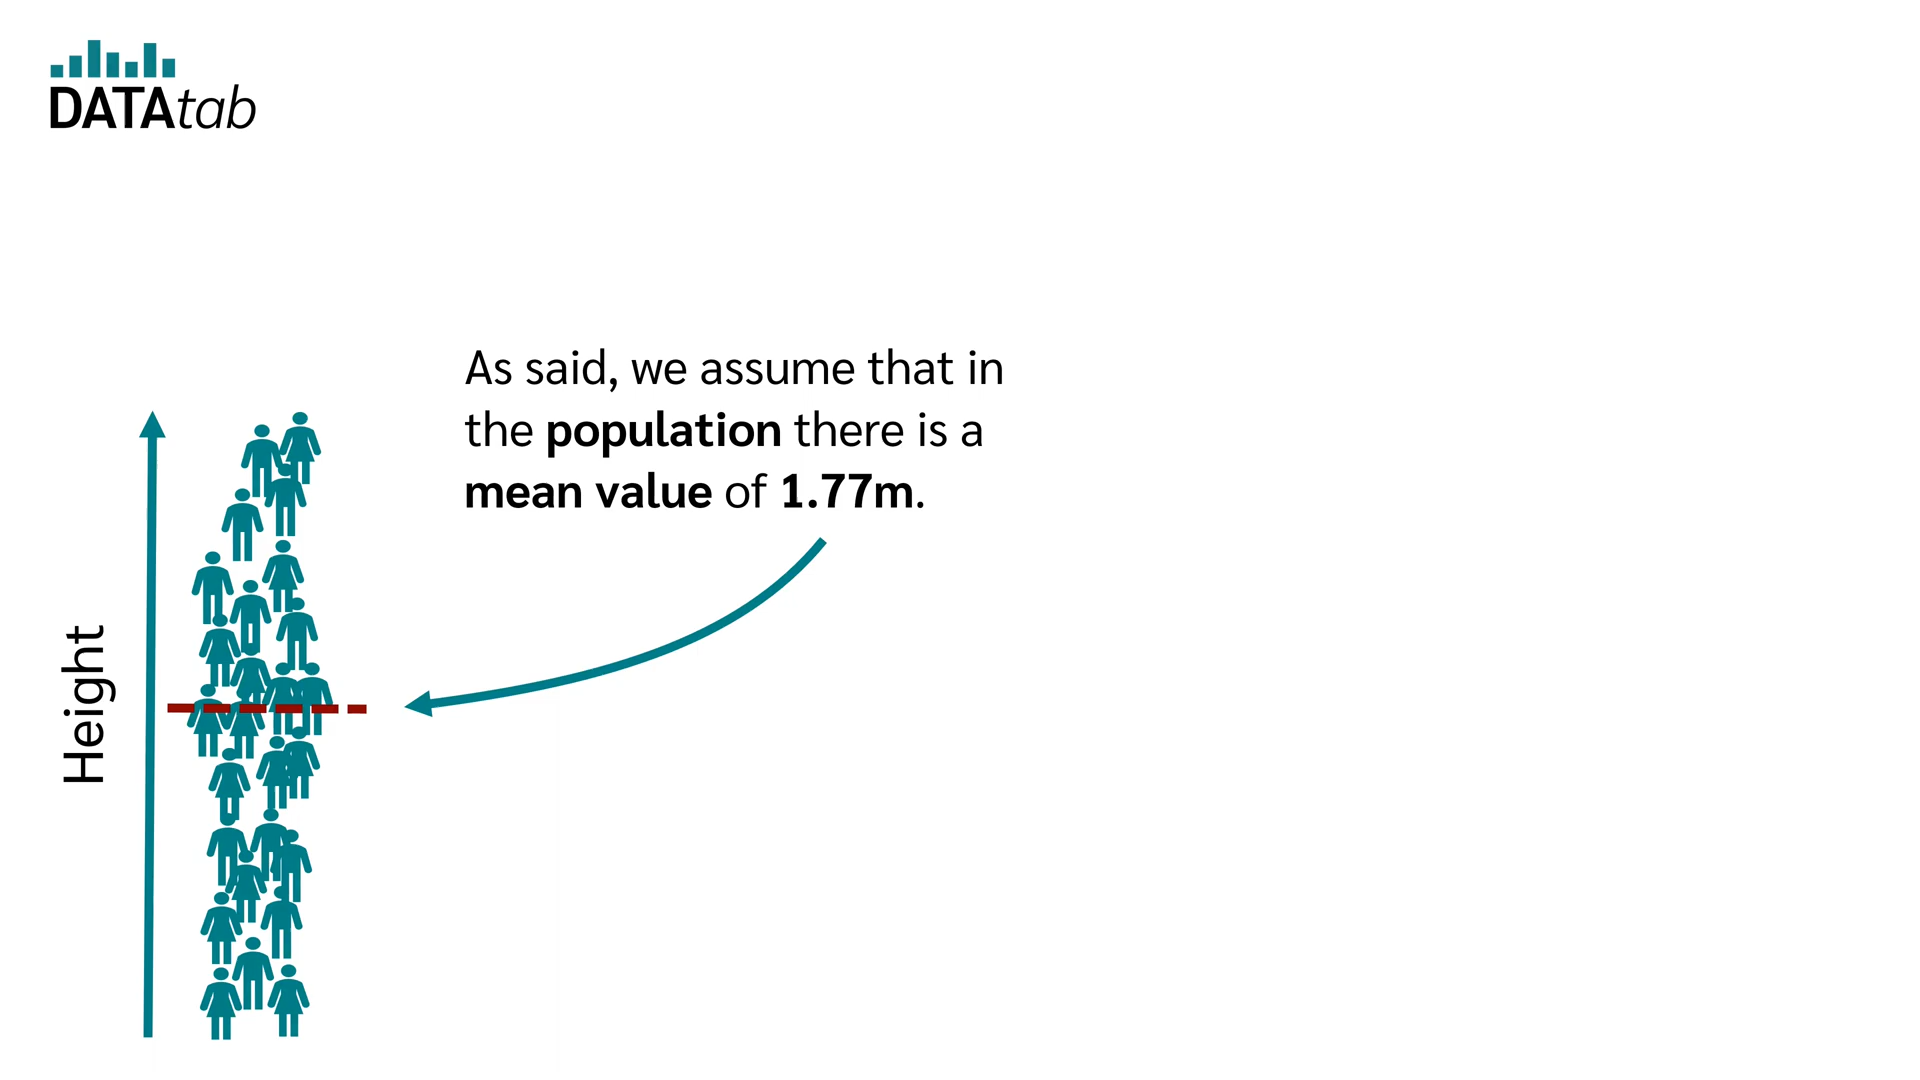 DATAtab
As said, we assume that in
the population there is a
mean value of 1.77m.
Height